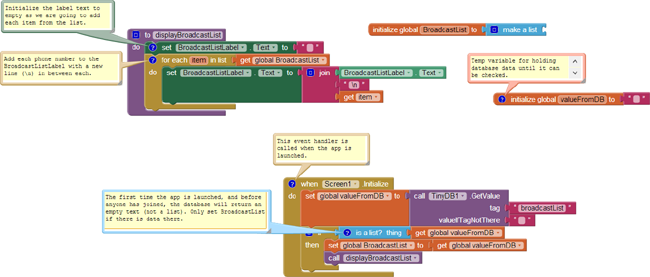 Initialize the label text to
empty as we are going to add
each item from the list.
to displayBroadcastList
do set BroadcastListLabel . Text to " "
for each item in list get global BroadcastList
do set BroadcastListLabel . Text to join BroadcastListLabel . Text
" \n "
get item
Add each phone number to the
BroadcastListLabel with a new
line (\n) in between each.
initialize global BroadcastList to make a list
Temp variable for holding
database data until it can
be checked.
initialize global valueFromDB to " "
This event handler is
called when the app is
launched.
when Screen1 .Initialize
do set global valueFromDB to call TinyDB1 .GetValue
tag " broadcastList "
valueIfTagNotThere " "
The first time the app is launched, and before
anyone has joined, the database will return an
empty text (not a list). Only set BroadcastList
if there is data there.
is a list? thing get global valueFromDB
then set global BroadcastList to get global valueFromDB
call displayBroadcastList